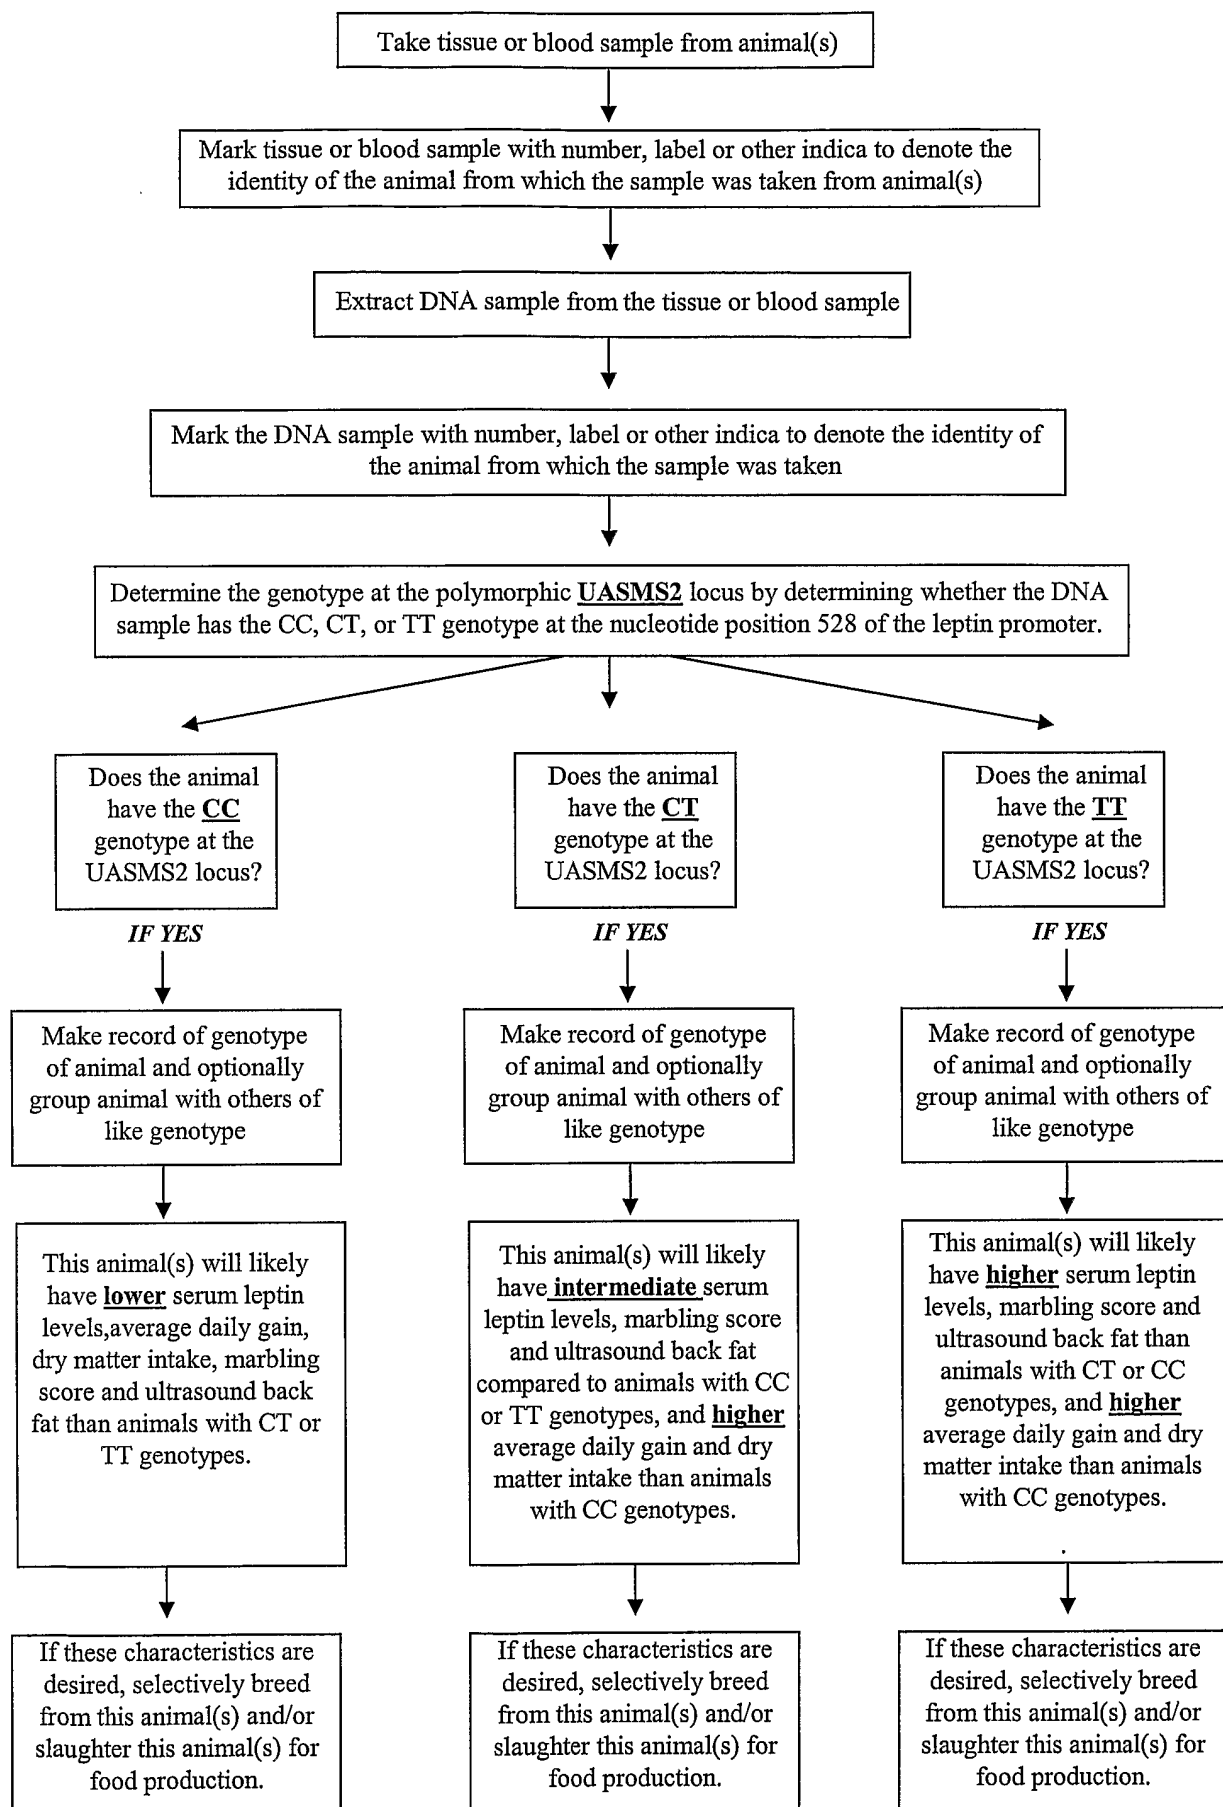 Take tissue or blood sample from animal(s)
Mark tissue or blood sample with number, label or other indica to denote the
identity of the animal from which the sample was taken from animal(s)
Extract DNA sample from the tissue or blood sample
Mark the DNA sample with number, label or other indica to denote the identity of
the animal from which the sample was taken
Determine the genotype at the polymorphic UASMS2 locus by determining whether the DNA
sample has the CC, CT, or TT genotype at the nucleotide position 528 of the leptin promoter.
Does the animal
have the CC
genotype at the
UASMS2 locus?
IF YES
Make record of genotype
of animal and optionally
group animal with others of
like genotype
This animal(s) will likely
have lower serum leptin
levels,average daily gain,
dry matter intake, marbling
score and ultrasound back
fat than animals with CT or
TT genotypes.
If these characteristics are
desired, selectively breed
from this animal(s) and/or
slaughter this animal(s) for
food production.
Does the animal
have the CT
genotype at the
UASMS2 locus?
IF YES
Make record of genotype
of animal and optionally
group animal with others of
like genotype
This animal(s) will likely
have intermediate serum
leptin levels, marbling score
and ultrasound back fat
compared to animals with CC
or TT genotypes, and higher
average daily gain and dry
matter intake than animals
with CC genotypes.
If these characteristics are
desired, selectively breed
from this animal(s) and/or
slaughter this animal(s) for
food production.
Does the animal
have the TT
genotype at the
UASMS2 locus?
IF YES
Make record of genotype
of animal and optionally
group animal with others of
like genotype
This animal(s) will likely
have higher serum leptin
levels, marbling score and
ultrasound back fat than
animals with CT or CC
genotypes, and higher
average daily gain and dry
matter intake than animals
with CC genotypes.
If these characteristics are
desired, selectively breed
from this animal(s) and/or
slaughter this animal(s) for
food production.